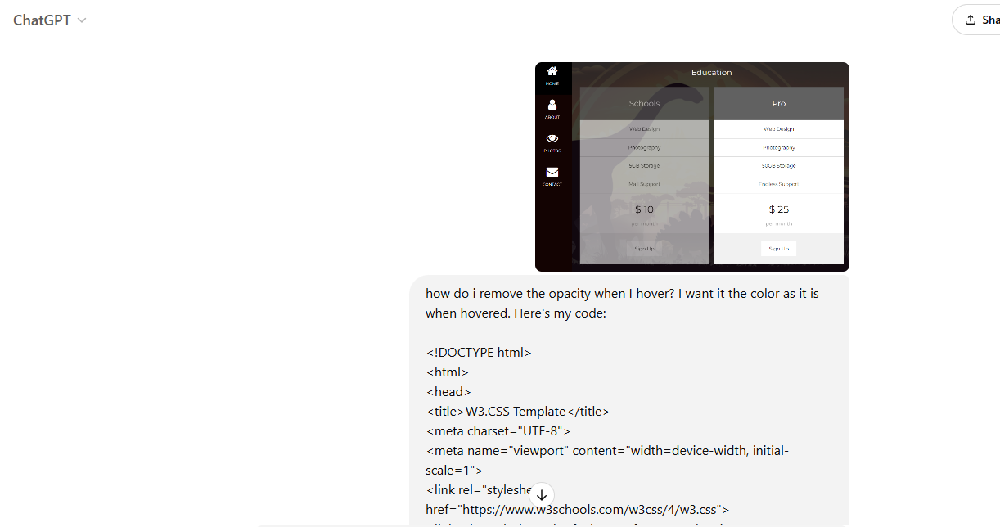 ChatGPT
Sha
Education
HOME
ABOUT
PHOTOS
CONTACT
Schools
Web Design
Photography
5GB Storage
Mail Support
$ 10
per month
Sign Up
Pro
Web Design
Photography
50GB Storage
Endless Support
$ 25
per month
Sign Up
how do i remove the opacity when I hover? I want it the color as it is
when hovered. Here's my code:
<!DOCTYPE html>
<html>
<head>
<title>W3.CSS Template</title>
<meta charset="UTF-8">
<meta name="viewport" content="width=device-width, initial-
scale=1">
<link rel="styleshe
href="https://www.w3schools.com/w3css/4/w3.css">